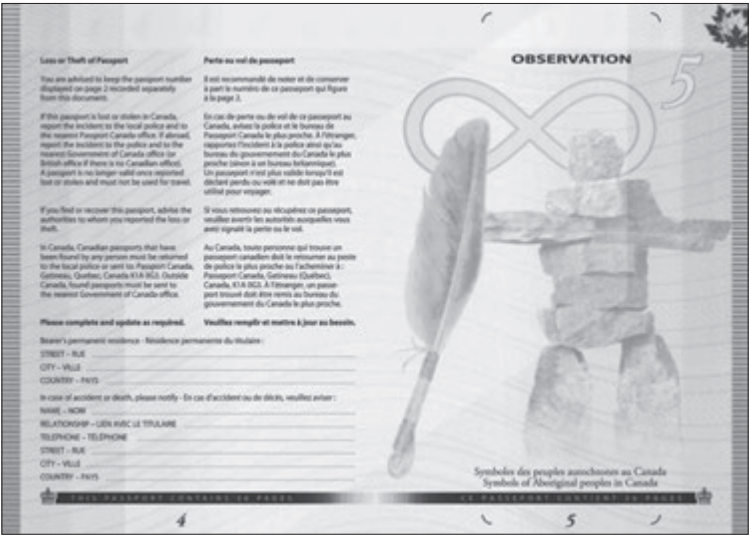 Loss or Theft of Passport
You are advised to keep the passport number
displayed on page 2 recorded separately
from this document.
If this passport is lost or stolen in Canada,
report the incident to the local police and to
the nearest Passport Canada office. If abroad,
report the incident to the police and to the
nearest Government of Canada office (or
British office if there is no Canadian office).
A passport is no longer valid once reported
lost or stolen and must not be used for travel.
If you find or recover this passport, advise the
authorities to whom you reported the loss or
theft.
In Canada, Canadian passports that have
been found by any person must be returned
to the local police or sent to: Passport Canada,
Gatineau, Quebec, Canada K1A 0G3. Outside
Canada, found passports must be sent to
the nearest Government of Canada office.
Please complete and update as required.
Perte ou vol de passeport
Il est recommandé de noter et de conserver
à part le numéro de ce passeport qui figure
à la page 2.
En cas de perte ou de vol de ce passeport au
Canada, avisez la police et le bureau de
Passeport Canada le plus proche. À l'étranger,
rapportez l'incident à la police ainsi qu'au
bureau du gouvernement du Canada le plus
proche (sinon à un bureau britannique).
Un passeport n'est plus valide lorsqu'il est
déclaré perdu ou volé et ne doit pas être
utilisé pour voyager.
Si vous retrouvez ou récupérez ce passeport,
veuillez avertir les autorités auxquelles vous
avez signalé la perte ou le vol.
Au Canada, toute personne qui trouve un
passeport canadien doit le retourner au poste
de police le plus proche ou l'acheminer à :
Passeport Canada, Gatineau (Québec),
Canada, K1A 0G3. À l'étranger, un passe-
port trouvé doit être remis au bureau du
gouvernement du Canada le plus proche.
Veuillez remplir et mettre à jour au besoin.
Bearer's permanent residence - Résidence permanente du titulaire :
STREET – RUE
CITY – VILLE
COUNTRY – PAYS
In case of accident or death, please notify - En cas d'accident ou de décès, veuillez aviser :
NAME – NOM
RELATIONSHIP – LIEN AVEC LE TITULAIRE
TELEPHONE – TÉLÉPHONE
STREET – RUE
CITY – VILLE
COUNTRY – PAYS
THIS PASSPORT CONTAINS 36 PAGES
4
OBSERVATION
5
Symboles des peuples autochtones au Canada
Symbols of Aboriginal peoples in Canada
CE PASSEPORT CONTIENT 36 PAGES
5